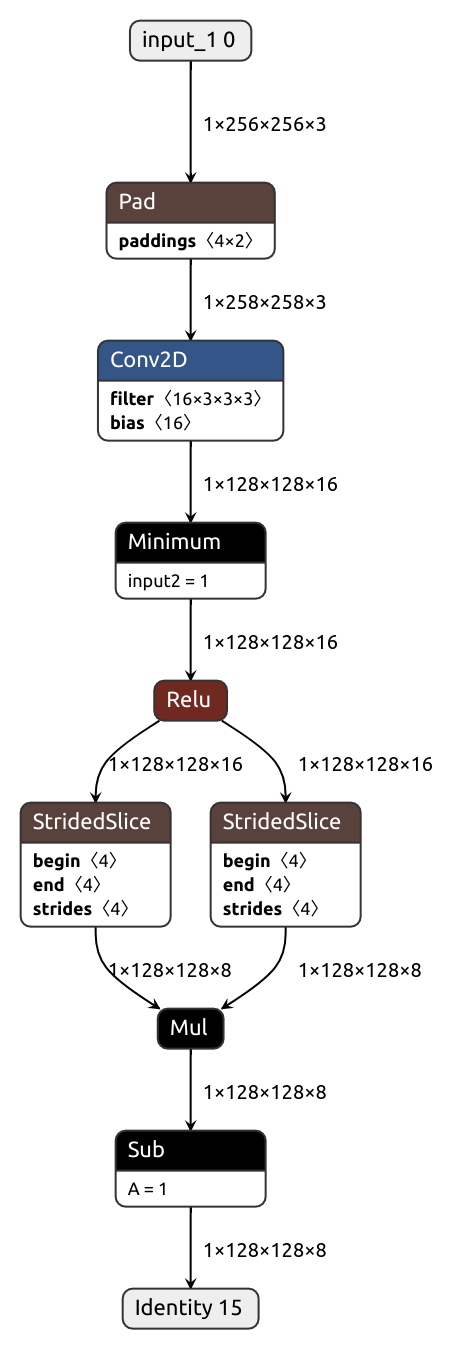 input_1 0
1×256×256×3
Pad
paddings 〈4×2〉
1×258×258×3
Conv2D
filter 〈16×3×3×3〉
bias 〈16〉
1×128×128×16
Minimum
input2 = 1
1×128×128×16
Relu
1×128×128×16
1×128×128×16
StridedSlice
begin 〈4〉
end 〈4〉
strides 〈4〉
StridedSlice
begin 〈4〉
end 〈4〉
strides 〈4〉
1×128×128×8
1×128×128×8
Mul
1×128×128×8
Sub
A = 1
1×128×128×8
Identity 15